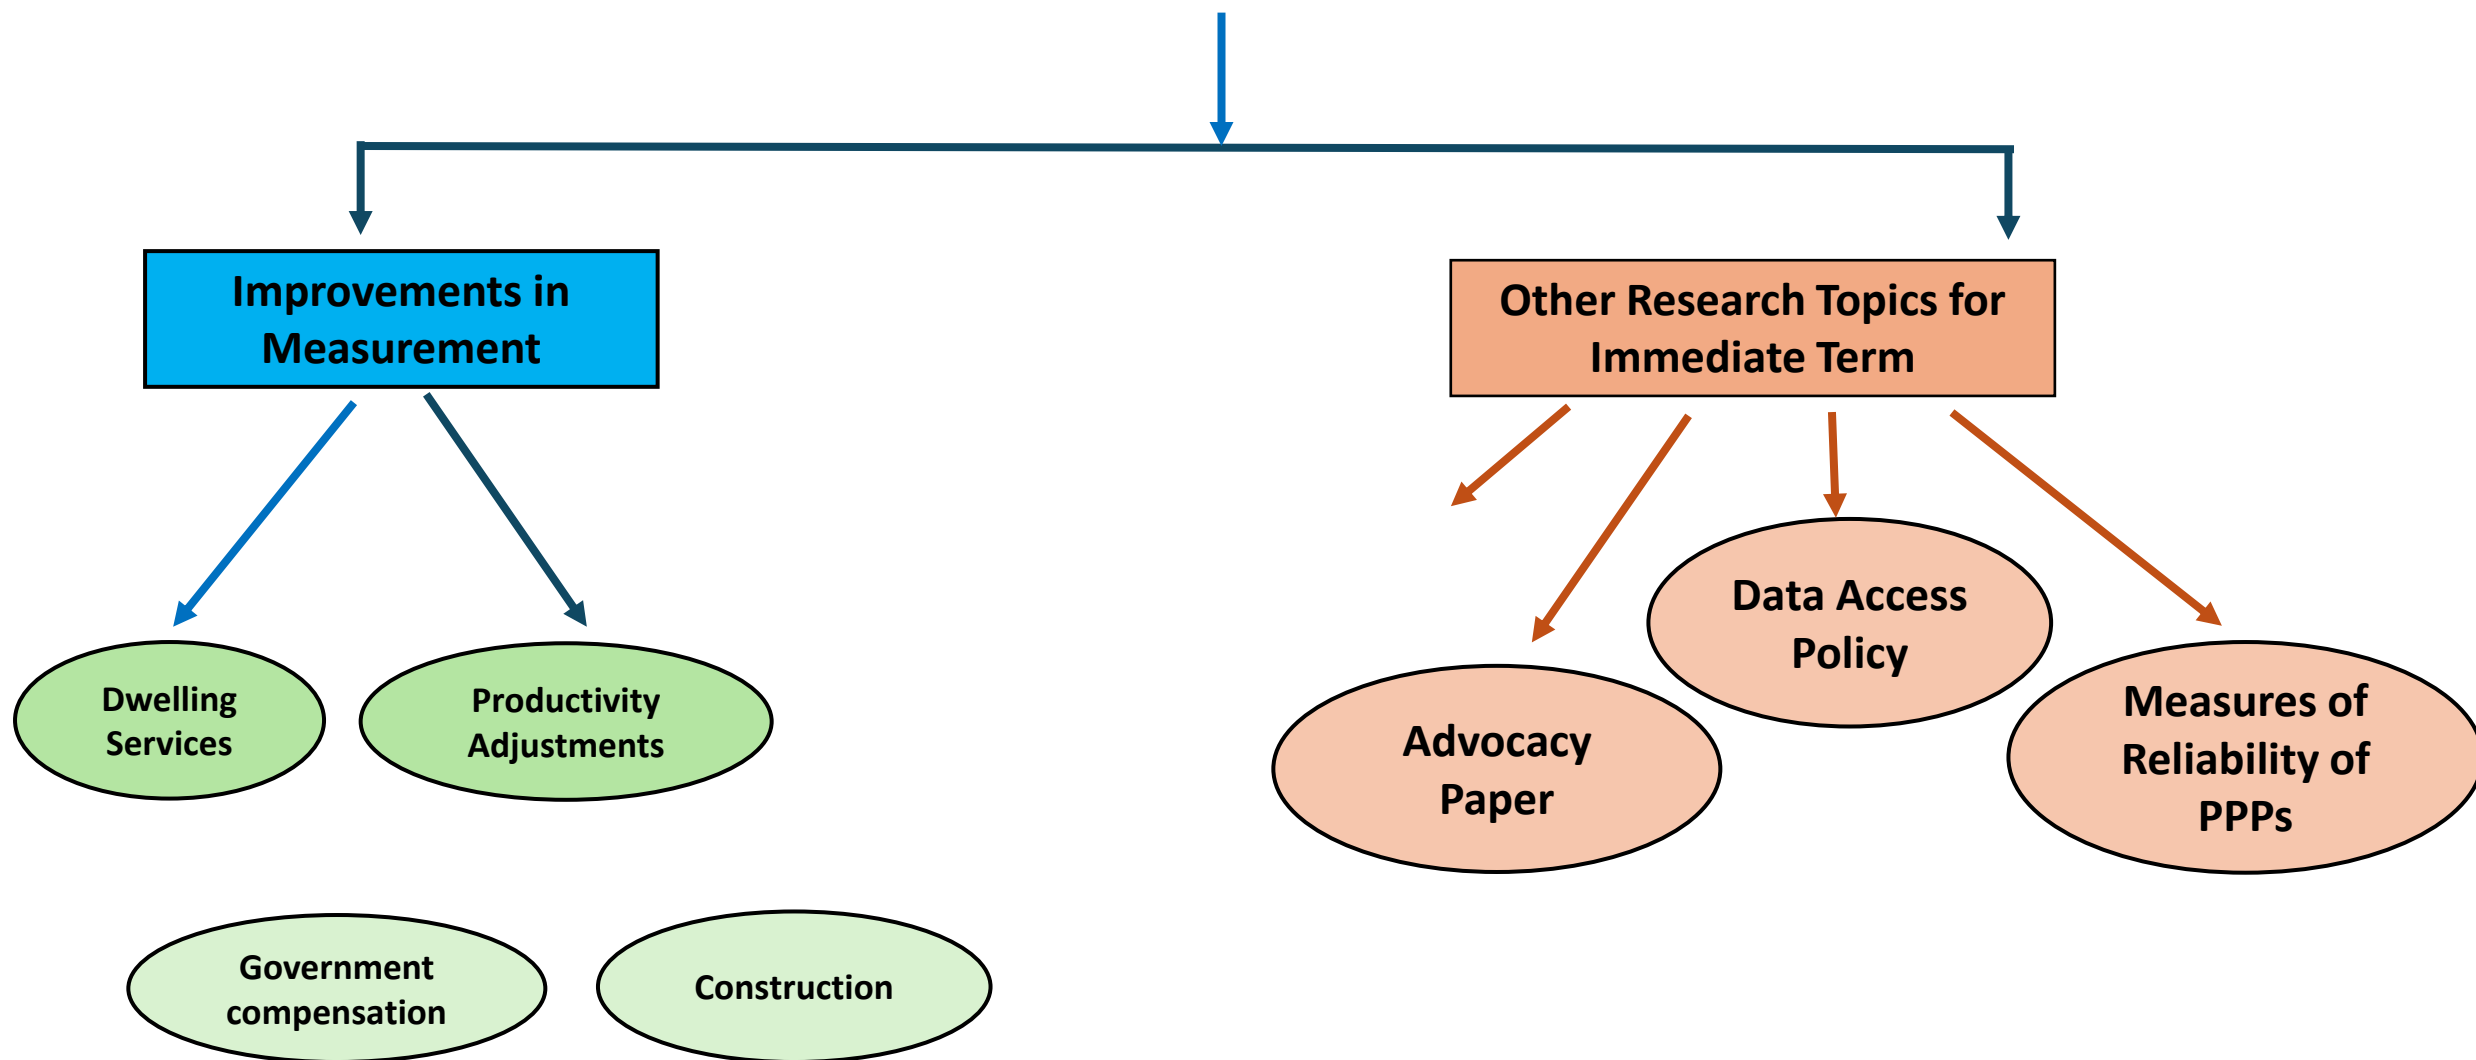 Improvements in
Measurement
Other Research Topics for
Immediate Term
Dwelling
Services
Productivity
Adjustments
Advocacy
Paper
Data Access
Policy
Measures of
Reliability of
PPPs
Government
compensation
Construction